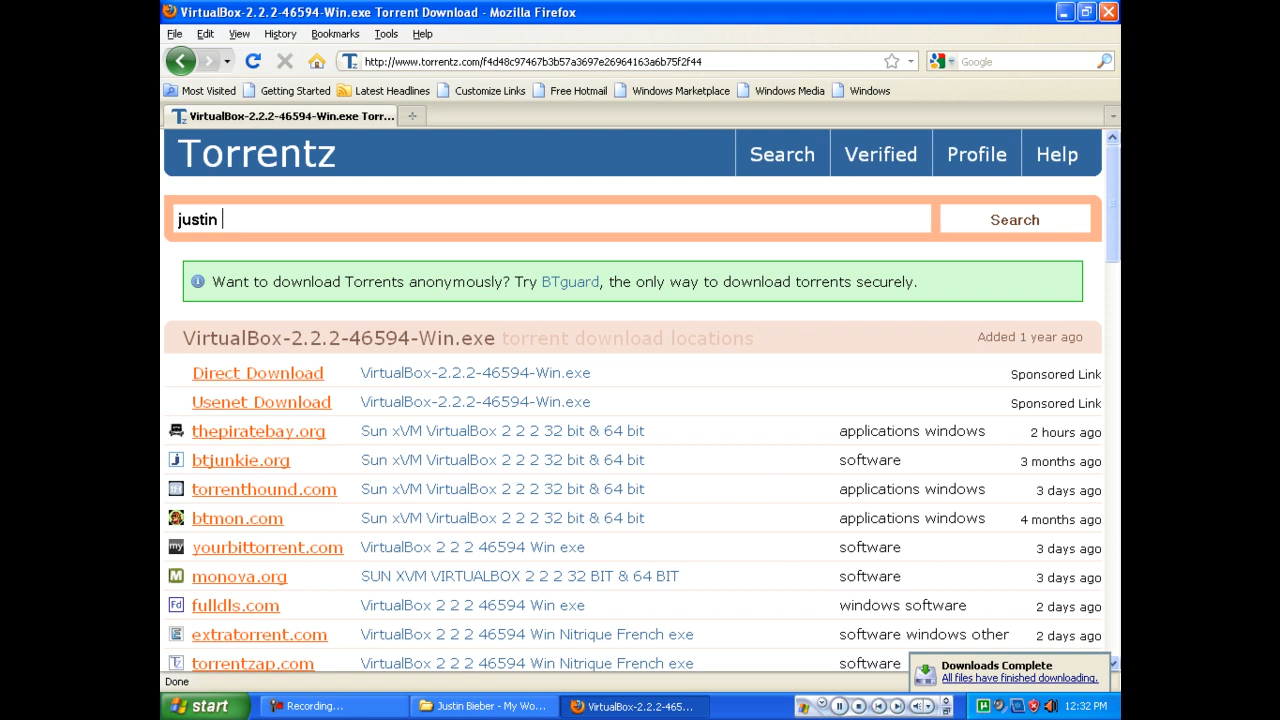 VirtualBox-2.2.2-46594-Win.exe Torrent Download - Mozilla Firefox
File Edit View History Bookmarks Tools Help
http://www.torrentz.com/f4d48c97467b3b57a3697e26964163a6b75f2f44 Google
Most Visited Getting Started Latest Headlines Customize Links Free Hotmail Windows Marketplace Windows Media Windows
VirtualBox-2.2.2-46594-Win.exe Torr...
Torrentz Search Verified Profile Help
justin Search
Want to download Torrents anonymously? Try BTguard, the only way to download torrents securely.
VirtualBox-2.2.2-46594-Win.exe torrent download locations Added 1 year ago
Direct Download VirtualBox-2.2.2-46594-Win.exe Sponsored Link
Usenet Download VirtualBox-2.2.2-46594-Win.exe Sponsored Link
thepiratebay.org Sun xVM VirtualBox 2 2 2 32 bit & 64 bit applications windows 2 hours ago
btjunkie.org Sun xVM VirtualBox 2 2 2 32 bit & 64 bit software 3 months ago
torrenthound.com Sun xVM VirtualBox 2 2 2 32 bit & 64 bit applications windows 3 days ago
btmon.com Sun xVM VirtualBox 2 2 2 32 bit & 64 bit applications windows 4 months ago
my yourbittorrent.com VirtualBox 2 2 2 46594 Win exe software 3 days ago
M monova.org SUN XVM VIRTUALBOX 2 2 2 32 BIT & 64 BIT software 3 days ago
Fd fulldls.com VirtualBox 2 2 2 46594 Win exe windows software 2 days ago
E extratorrent.com VirtualBox 2 2 2 46594 Win Nitrique French exe software windows other 2 days ago
Tz torrentzap.com VirtualBox 2 2 2 46594 Win Nitrique French exe software
Downloads Complete
All files have finished downloading.
Done
start Recording... Justin Bieber - My Wo... VirtualBox-2.2.2-465... 12:32 PM